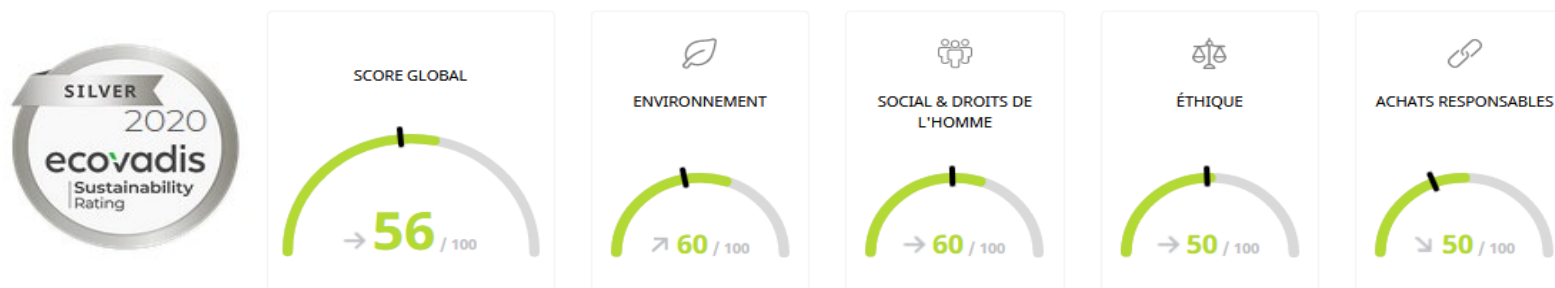 SILVER
2020
ecovadis
Sustainability
Rating
SCORE GLOBAL
56 / 100
ENVIRONNEMENT
60 / 100
SOCIAL & DROITS DE
L'HOMME
60 / 100
ÉTHIQUE
50 / 100
ACHATS RESPONSABLES
50 / 100